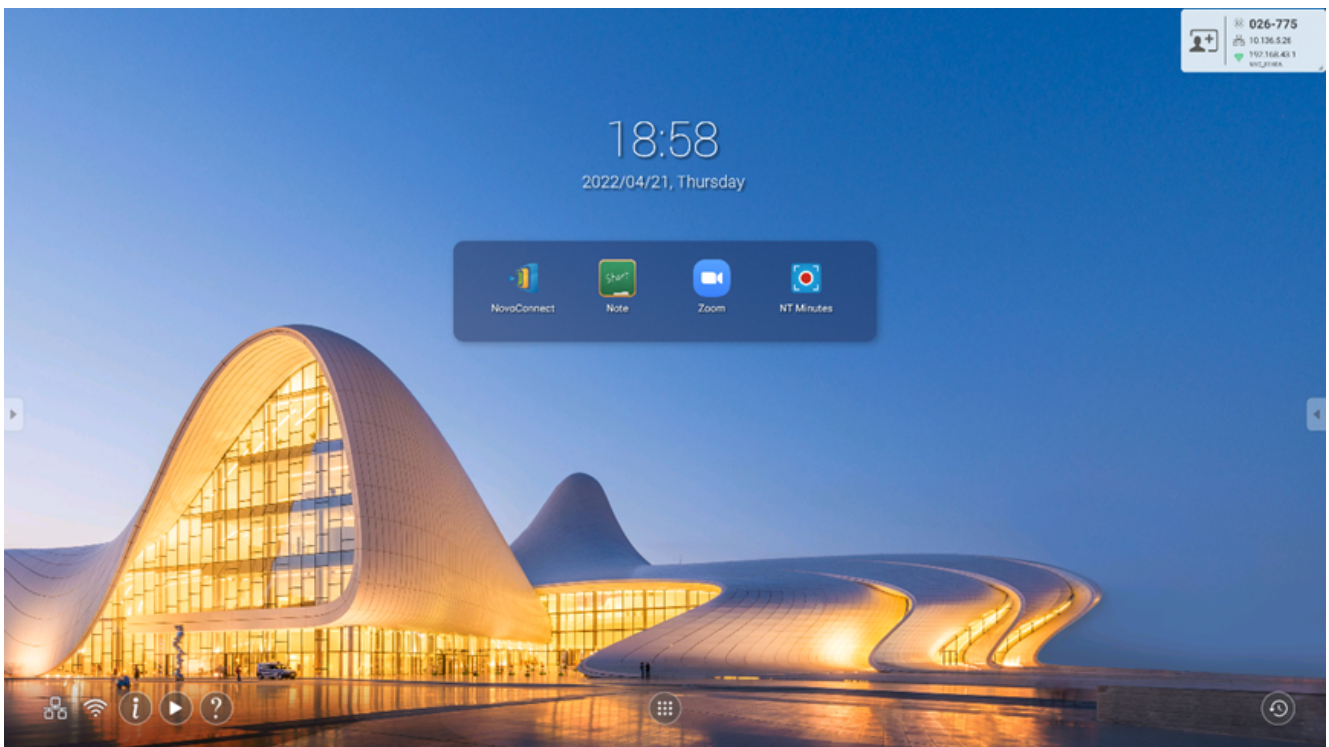 026-775
10.136.5.26
192.168.43.1
18:58
2022/04/21, Thursday
NovoConnect
Note
Zoom
NT Minutes
Start
i
?